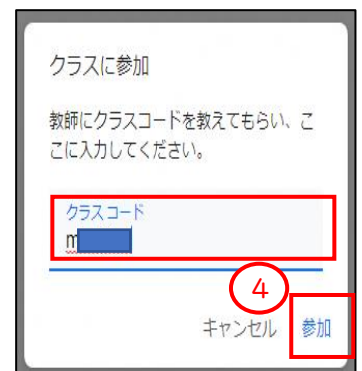 クラスに参加
教師にクラスコードを教えてもらい、こ
こに入力してください。
クラス コード
m
4
キャンセル 参加